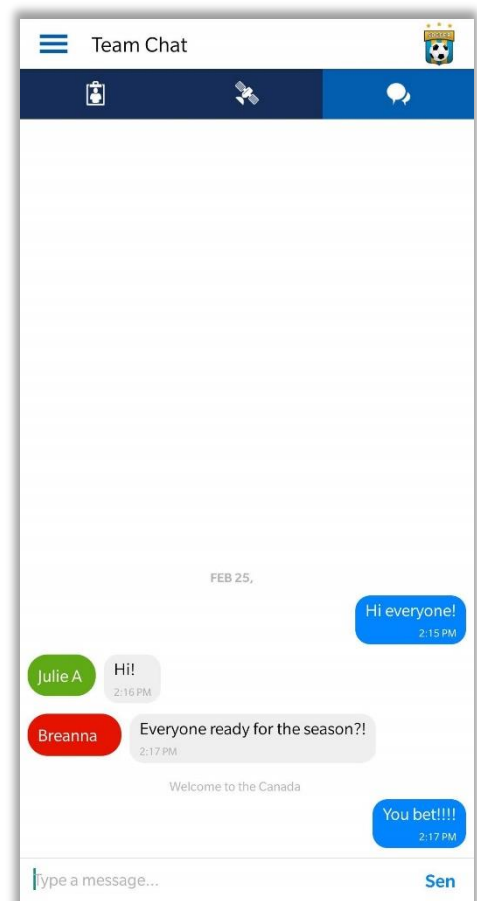 Team Chat
FEB 25,
Hi everyone!
2:15 PM
Julie A
Hi!
2:16 PM
Breanna
Everyone ready for the season?!
2:17 PM
Welcome to the Canada
You bet!!!!
2:17 PM
Type a message...
Sen